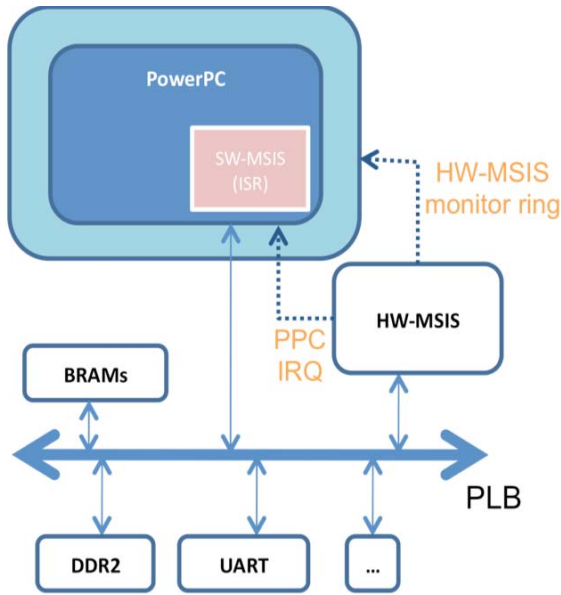 PowerPC
SW-MSIS
(ISR)
HW-MSIS
monitor ring
HW-MSIS
PPC
IRQ
BRAMs
PLB
DDR2
UART
...